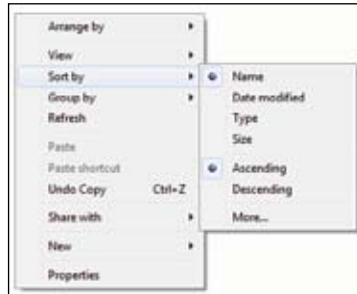 Arrange by
View
Sort by
Group by
Refresh
Paste
Paste shortcut
Undo Copy Ctrl+Z
Share with
New
Properties
Name
Date modified
Type
Size
Ascending
Descending
More...